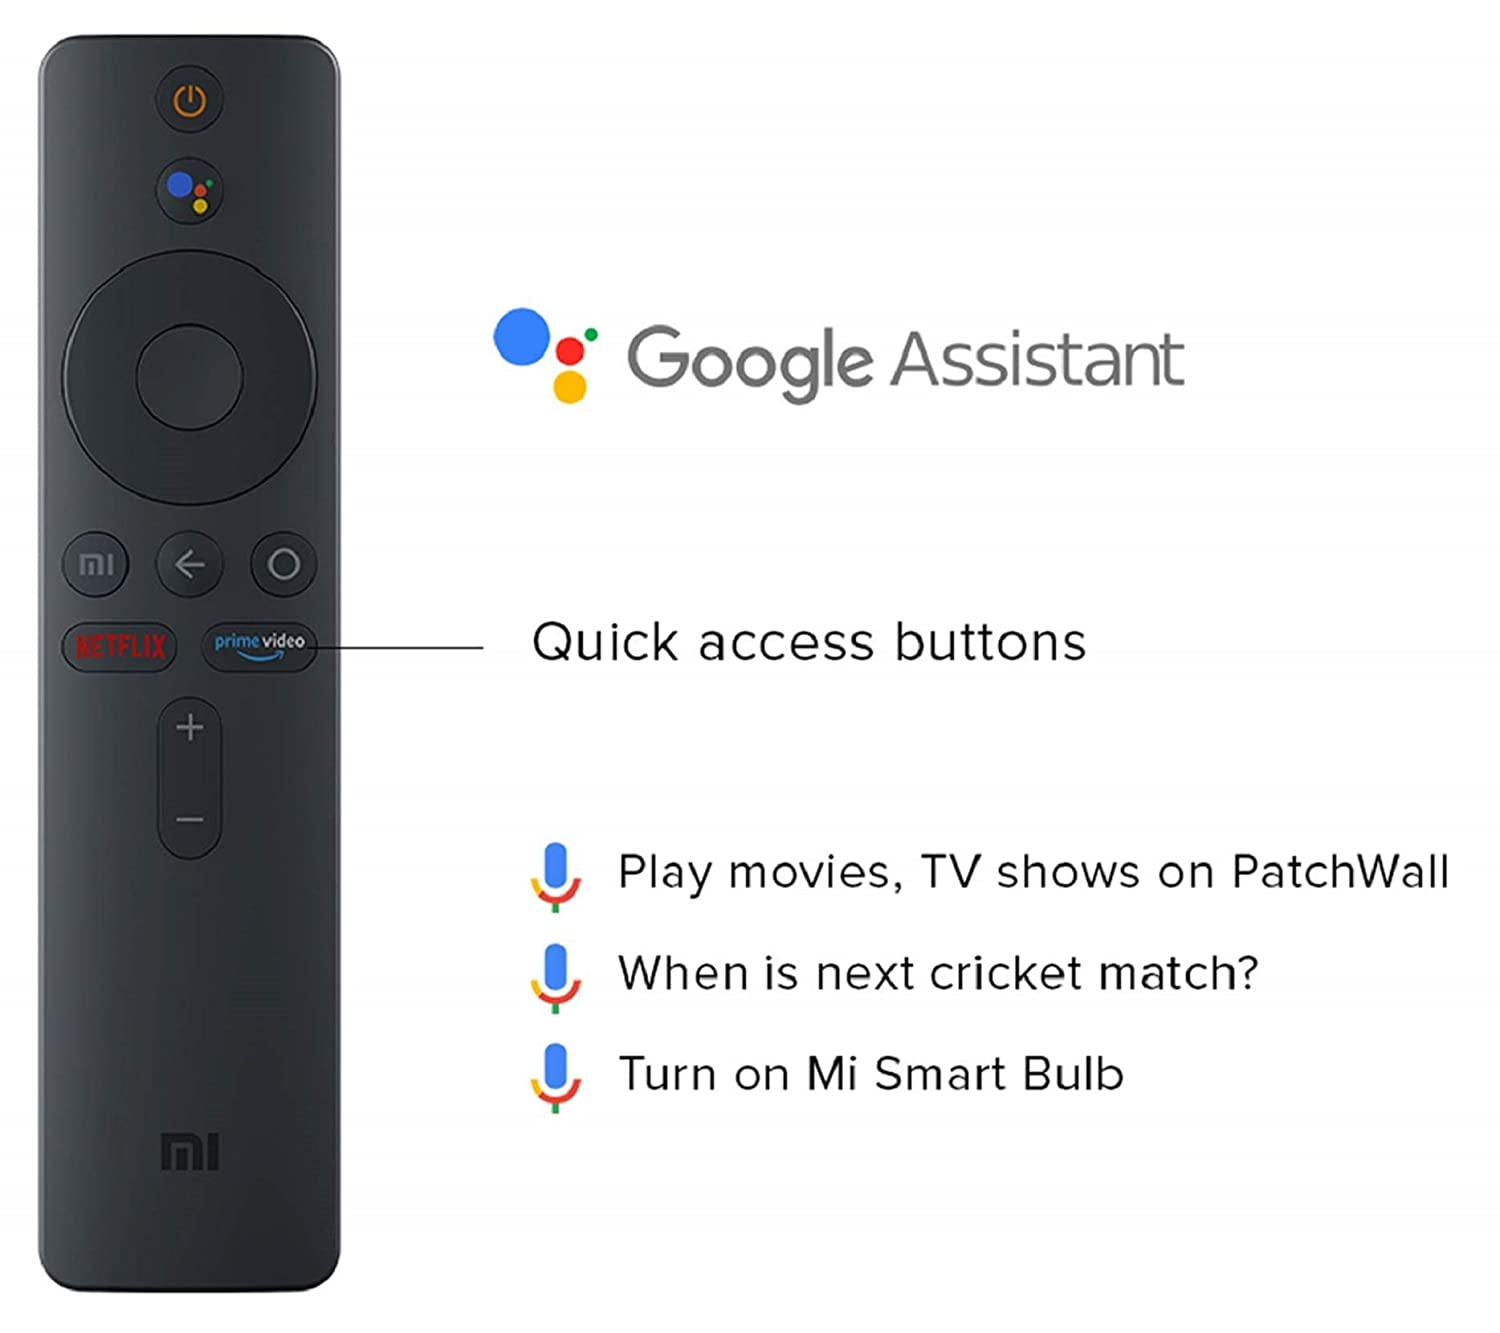 Google Assistant
mi
NETFLIX
prime video
Quick access buttons
+
−
Play movies, TV shows on PatchWall
When is next cricket match?
Turn on Mi Smart Bulb
mi